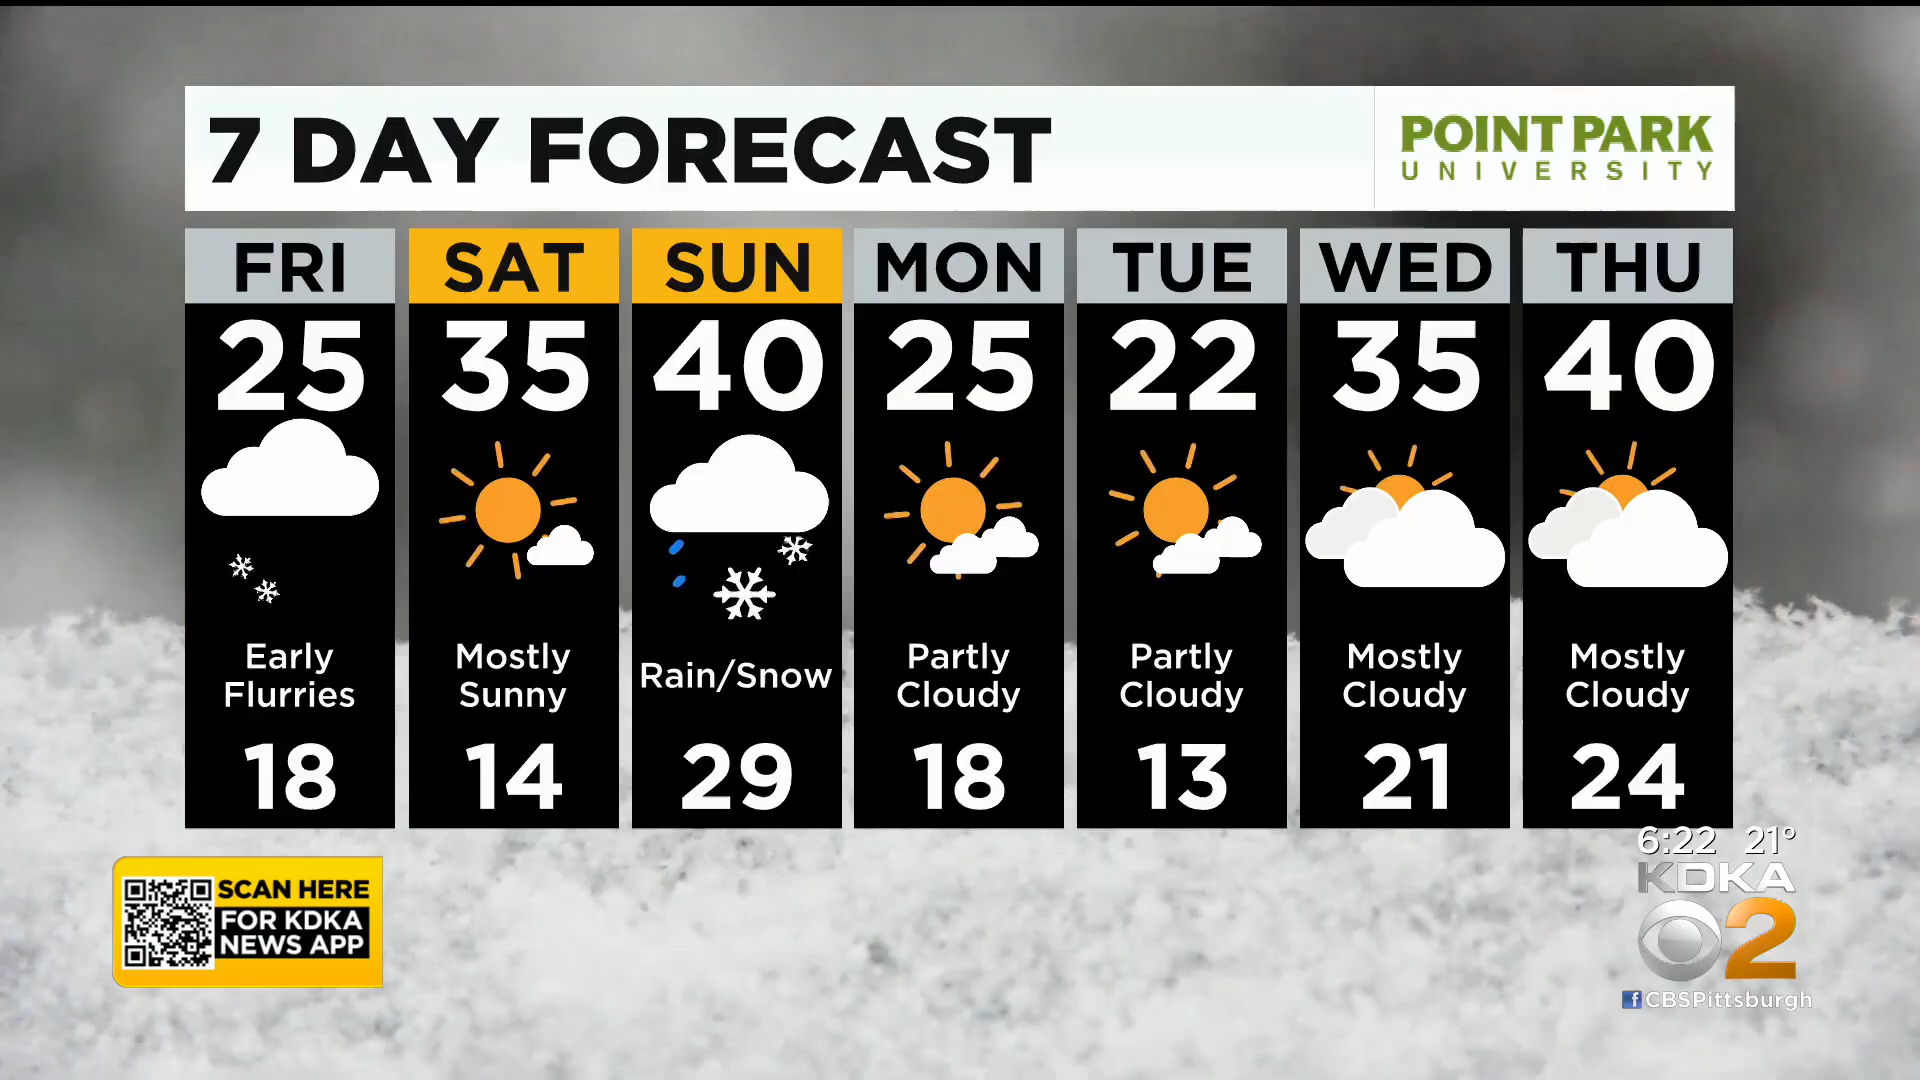 7 DAY FORECAST
POINT PARK
UNIVERSITY
FRI
25
Early
Flurries
18
SAT
35
Mostly
Sunny
14
SUN
40
Rain/Snow
29
MON
25
Partly
Cloudy
18
TUE
22
Partly
Cloudy
13
WED
35
Mostly
Cloudy
21
THU
40
Mostly
Cloudy
24
SCAN HERE
FOR KDKA
NEWS APP
6:22 21°
KDKA
2
f CBSPittsburgh